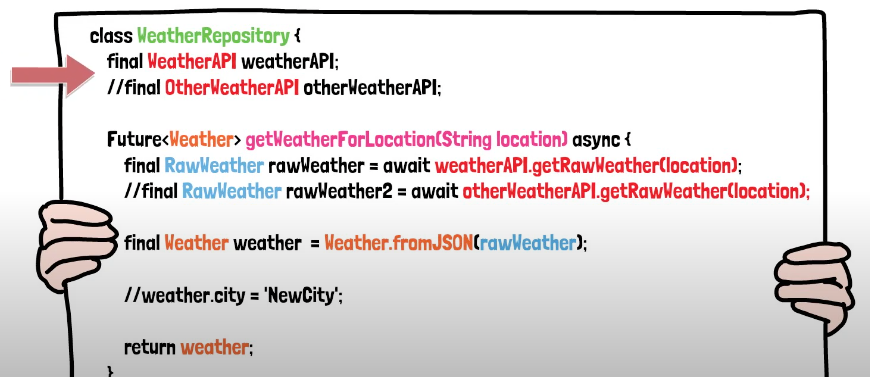 class WeatherRepository {
final WeatherAPI weatherAPI;
//final OtherWeatherAPI otherWeatherAPI;
Future<Weather> getWeatherForLocation(String location) async {
final RawWeather rawWeather = await weatherAPI.getRawWeather(location);
//final RawWeather rawWeather2 = await otherWeatherAPI.getRawWeather(location);
final Weather weather = Weather.fromJSON(rawWeather);
//weather.city = 'NewCity';
return weather;
}